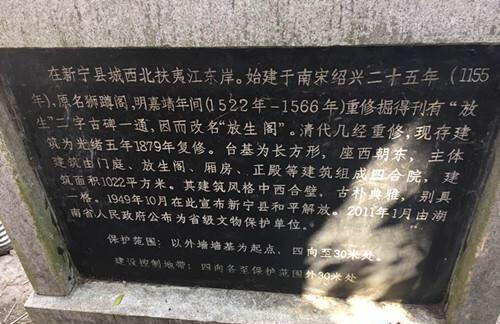 在新宁县城西北扶夷江东岸。始建于南宋绍兴二十五年（1155
年），原名狮蹲阁，明嘉靖年间（1522年-1566年）重修掘得刊有“放
生”二字古碑一通，因而改名“放生阁”。清代几经重修，现存建
筑为光绪五年1879年复修。台基为长方形，座西朝东，主体
建筑由门庭、放生阁、厢房、正殿等建筑组成四合院，建
筑面积1022平方米。其建筑风格中西合璧，古朴典雅，别具
一格。1949年10月在此宣布新宁县和平解放。2011年1月由湖
南省人民政府公布为省级文物保护单位。
保护范围：以外墙墙基为起点，四向至30米处。
建设控制地带：四向各至保护范围外30米处